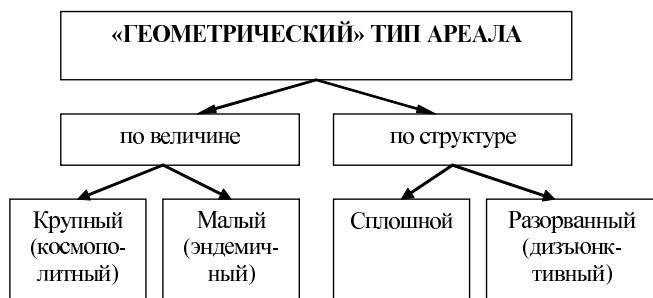 «ГЕОМЕТРИЧЕСКИЙ» ТИП АРЕАЛА
по величине
по структуре
Крупный
(космопо-
литный)
Малый
(эндемич-
ный)
Сплошной
Разорванный
(дизъюнк-
тивный)